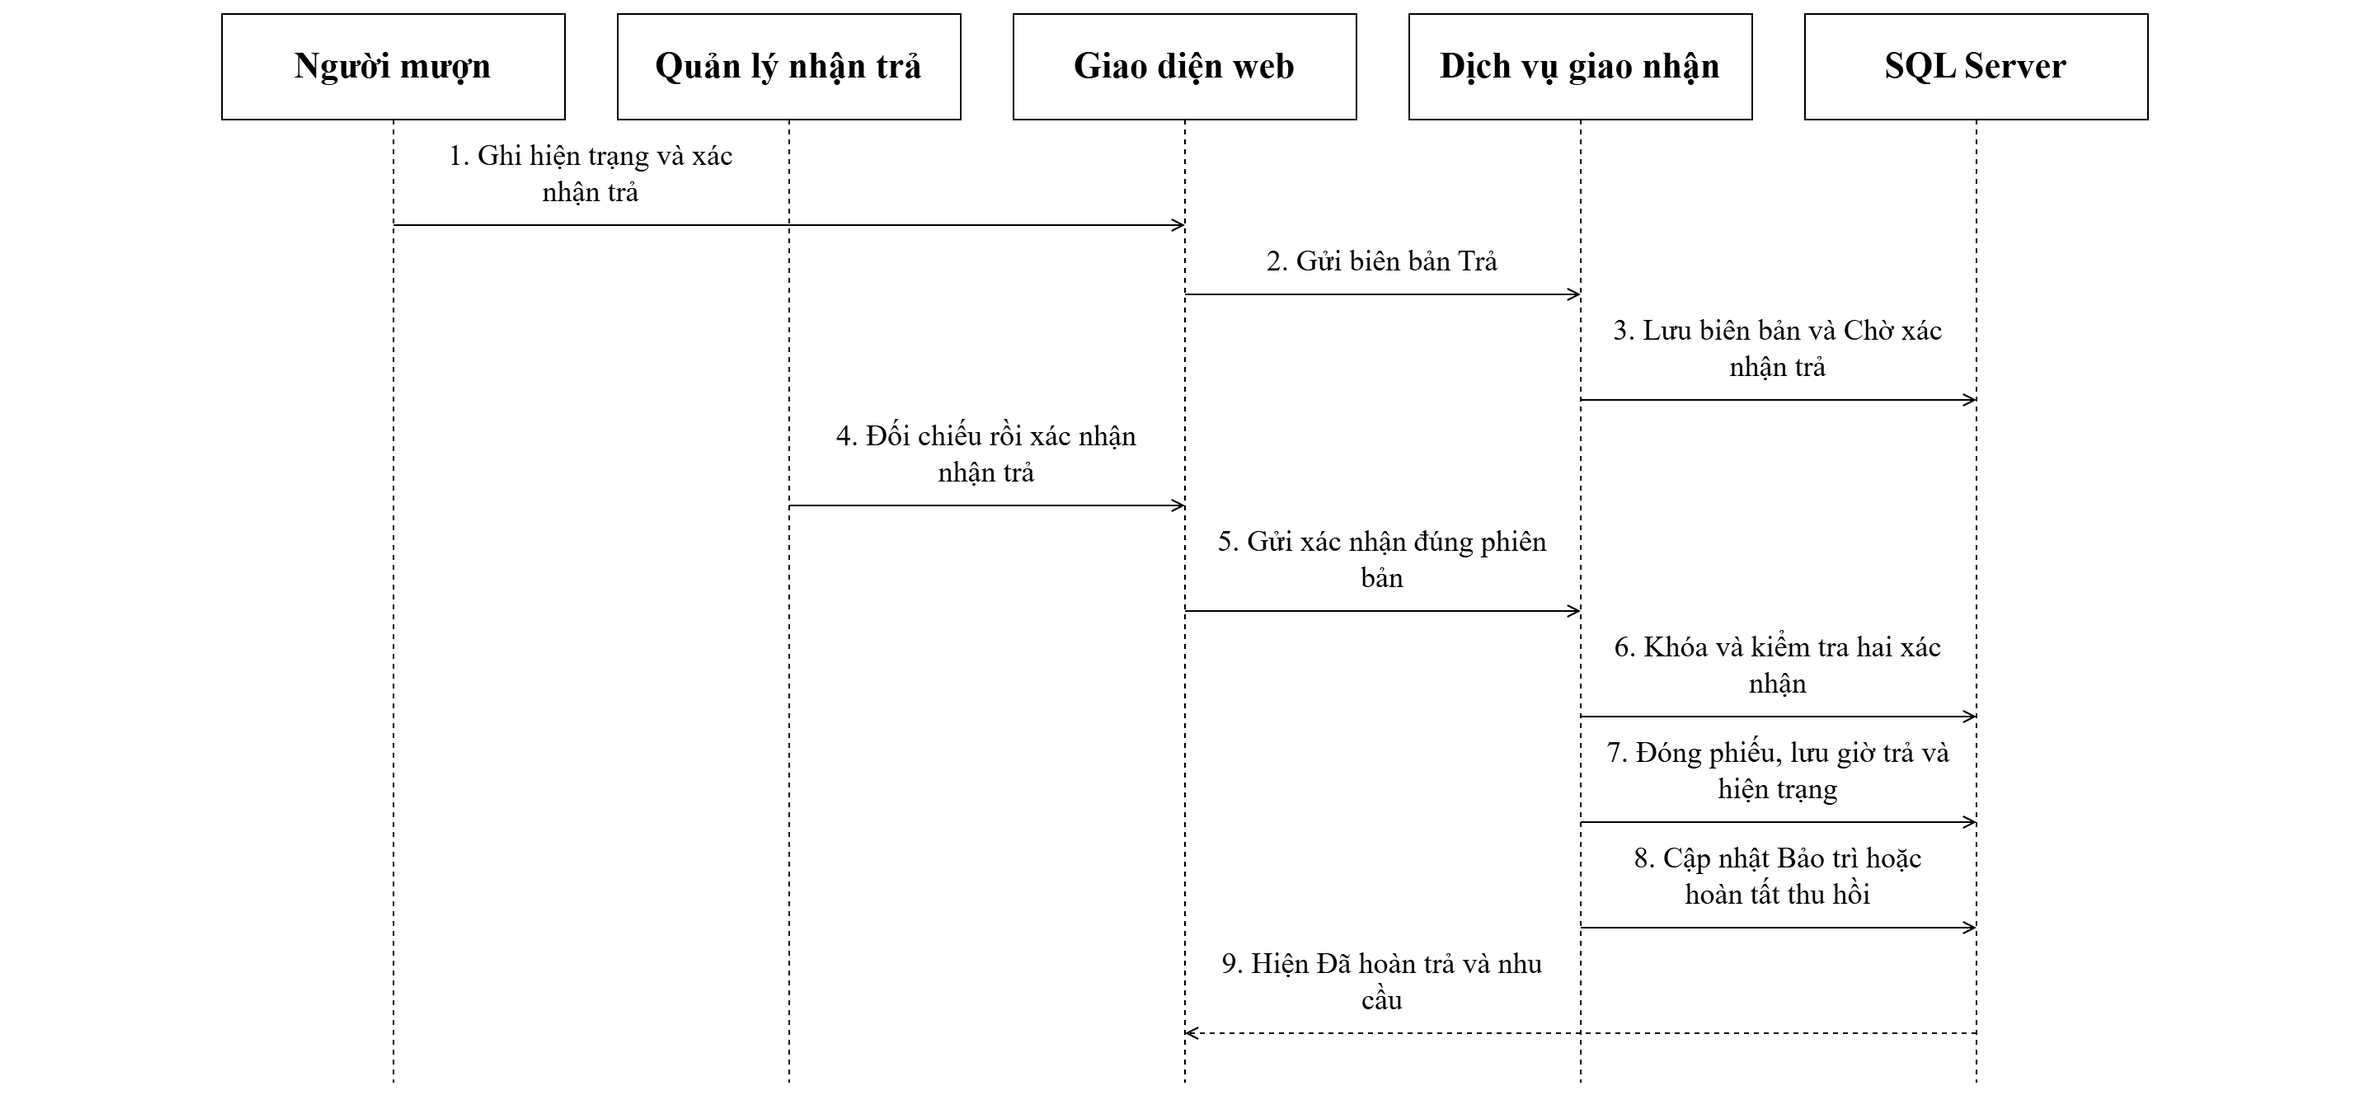 Người mượn
Quản lý nhận trả
Giao diện web
Dịch vụ giao nhận
SQL Server
1. Ghi hiện trạng và xác
nhận trả
2. Gửi biên bản Trả
3. Lưu biên bản và Chờ xác
nhận trả
4. Đối chiếu rồi xác nhận
nhận trả
5. Gửi xác nhận đúng phiên
bản
6. Khóa và kiểm tra hai xác
nhận
7. Đóng phiếu, lưu giờ trả và
hiện trạng
8. Cập nhật Bảo trì hoặc
hoàn tất thu hồi
9. Hiện Đã hoàn trả và nhu
cầu